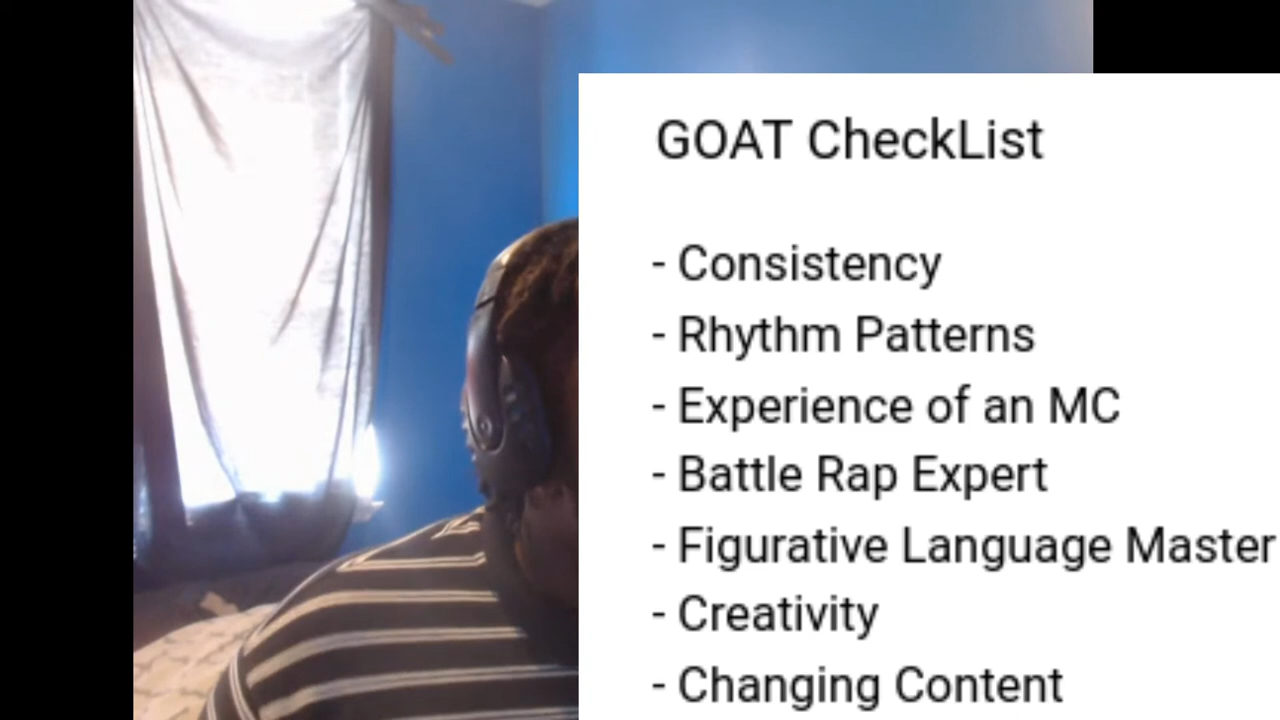 GOAT CheckList
- Consistency
- Rhythm Patterns
- Experience of an MC
- Battle Rap Expert
- Figurative Language Master
- Creativity
- Changing Content